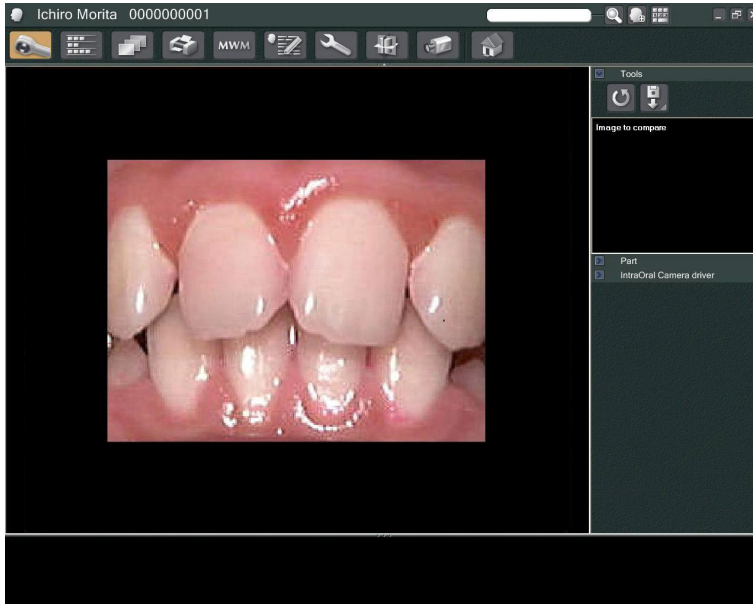 Ichiro Morita 0000000001
MWM
Tools
Image to compare
Part
IntraOral Camera driver